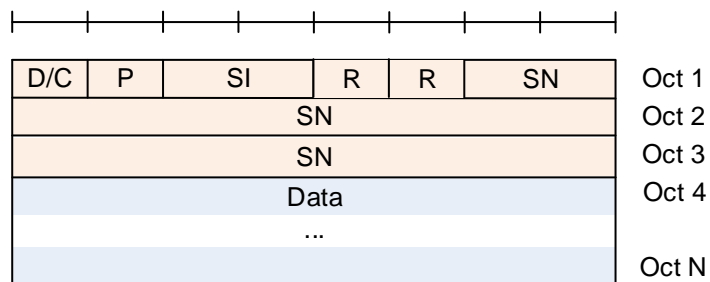 D/C P SI R R SN Oct 1
SN Oct 2
SN Oct 3
Data Oct 4
...
Oct N